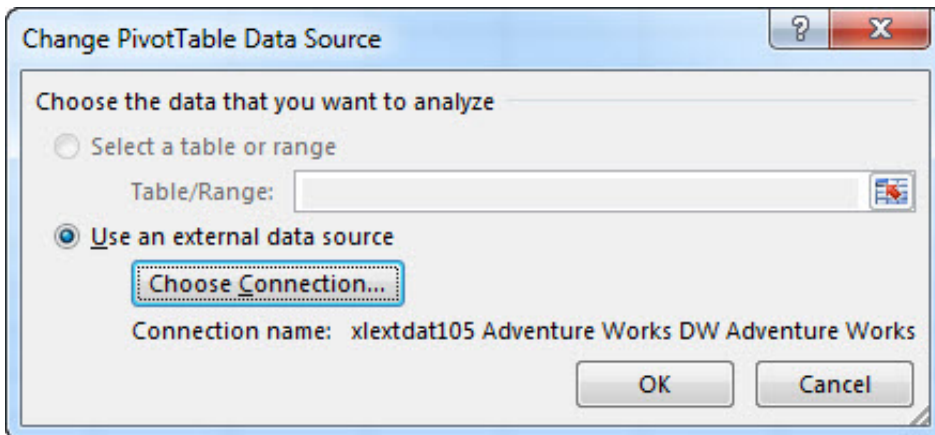 Change PivotTable Data Source
Choose the data that you want to analyze
Select a table or range
Table/Range:
Use an external data source
Choose Connection...
Connection name: xlextdat105 Adventure Works DW Adventure Works
OK Cancel